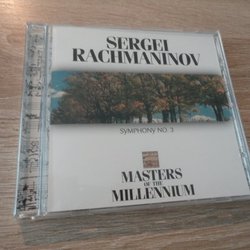 SERGEI
RACHMANINOV
SYMPHONY NO. 3
MASTERS
OF THE
MILLENNIUM